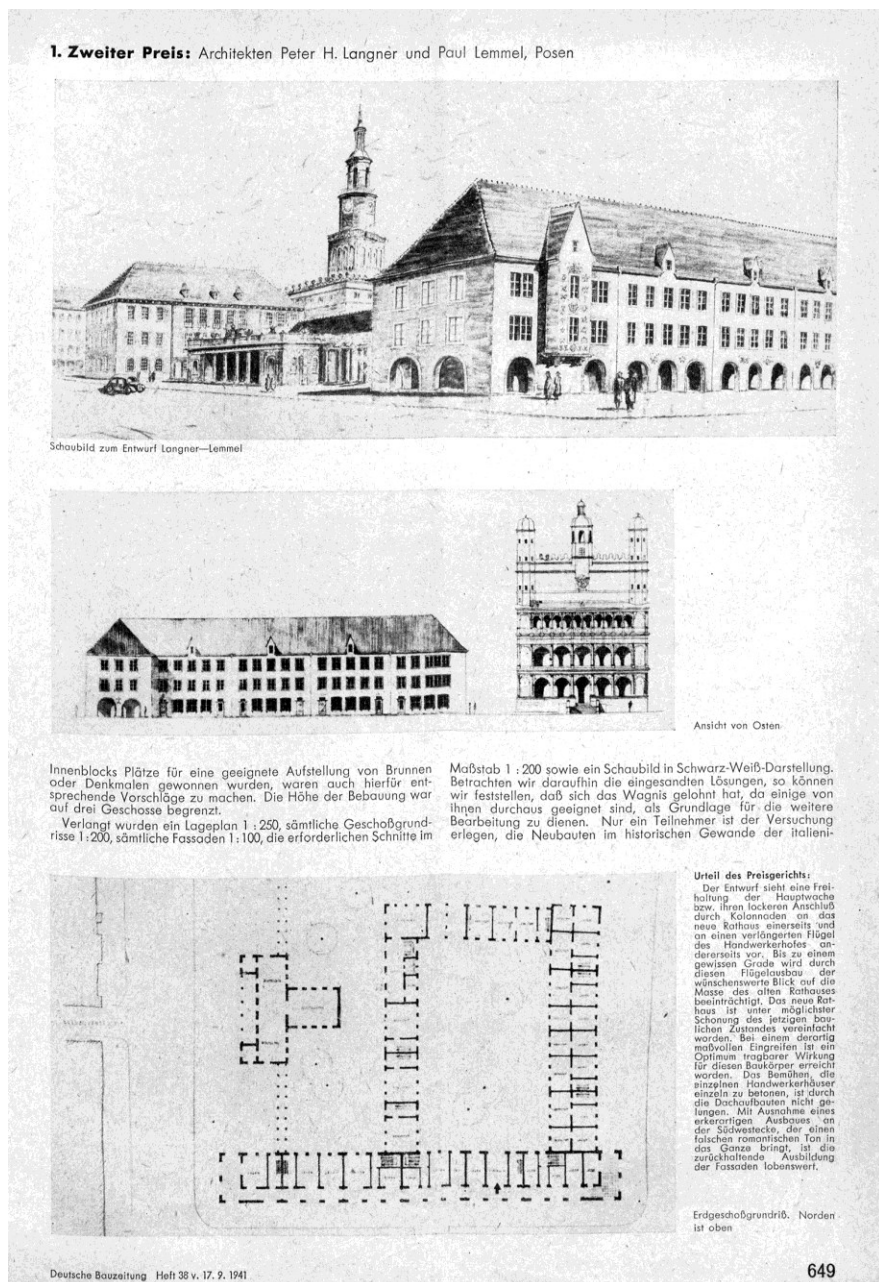 1. Zweiter Preis: Architekten Peter H. Langner und Paul Lemmel, Posen
Schaubild zum Entwurf Langner—Lemmel
Ansicht von Osten
Innenblocks Plätze für eine geeignete Aufstellung von Brunnen
oder Denkmalen gewonnen wurden, waren auch hierfür ent-
sprechende Vorschläge zu machen. Die Höhe der Bebauung war
auf drei Geschosse begrenzt.
Verlangt wurden ein Lageplan 1 : 250, sämtliche Geschoßgrund-
risse 1:200, sämtliche Fassaden 1:100, die erforderlichen Schnitte im
Maßstab 1 : 200 sowie ein Schaubild in Schwarz-Weiß-Darstellung.
Betrachten wir daraufhin die eingesandten Lösungen, so können
wir feststellen, daß sich das Wagnis gelohnt hat, da einige von
ihnen durchaus geeignet sind, als Grundlage für die weitere
Bearbeitung zu dienen. Nur ein Teilnehmer ist der Versuchung
erlegen, die Neubauten im historischen Gewande der italieni-
Urteil des Preisgerichts:
Der Entwurf sieht eine Frei-
haltung der Hauptwache
bzw. ihren lockeren Anschluß
durch Kolonnaden an das
neue Rathaus einerseits und
an einen verlängerten Flügel
des Handwerkerhofes an-
dererseits vor. Bis zu einem
gewissen Grade wird durch
diesen Flügelausbau der
wünschenswerte Blick auf die
Masse des alten Rathauses
beeinträchtigt. Das neue Rat-
haus ist unter möglichster
Schonung des jetzigen bau-
lichen Zustandes vereinfacht
worden. Bei einem derartig
maßvollen Eingreifen ist ein
Optimum tragbarer Wirkung
für diesen Baukörper erreicht
worden. Das Bemühen, die
einzelnen Handwerkerhäuser
einzeln zu betonen, ist durch
die Dachaufbauten nicht ge-
lungen. Mit Ausnahme eines
erkerartigen Ausbaues an
der Südwestecke, der einen
falschen romantischen Ton in
das Ganze bringt, ist die
zurückhaltende Ausbildung
der Fassaden lobenswert.
Erdgeschoßgrundriß. Norden
ist oben
Deutsche Bauzeitung Heft 38 v. 17. 9. 1941
649